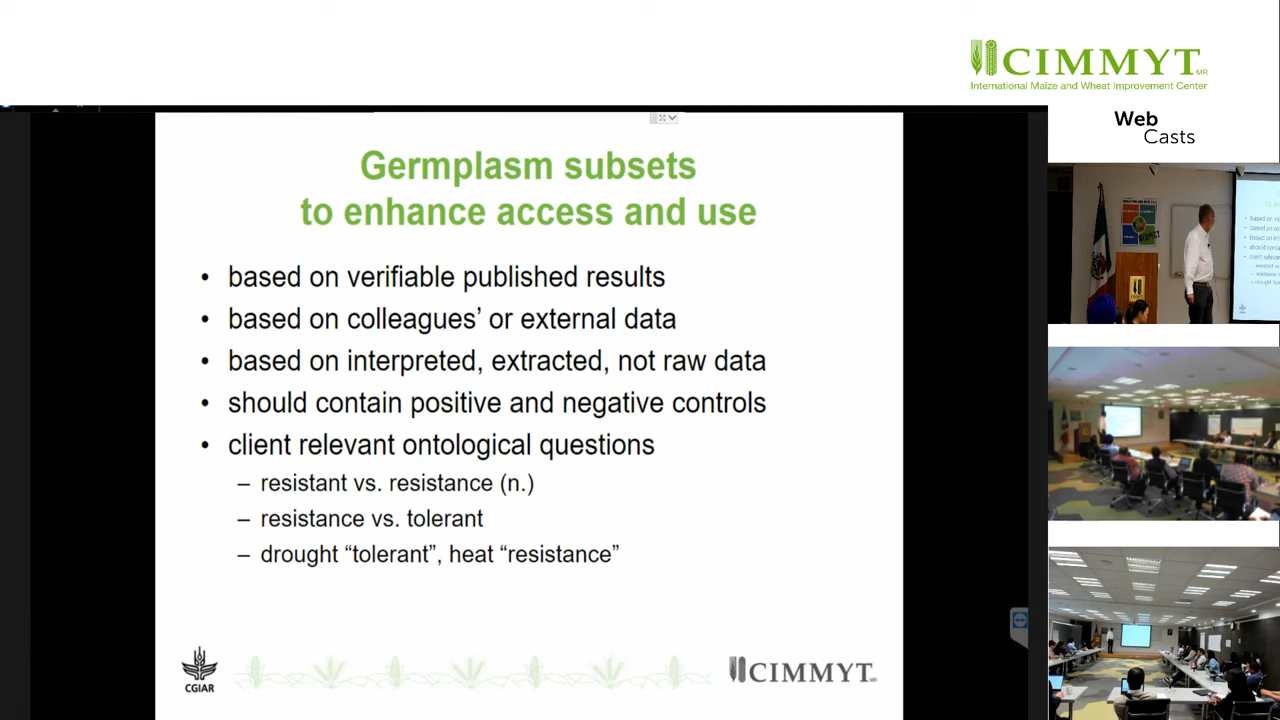 CIMMYT MR
International Maize and Wheat Improvement Center
Web
Casts
Germplasm subsets
to enhance access and use
• based on verifiable published results
• based on colleagues’ or external data
• based on interpreted, extracted, not raw data
• should contain positive and negative controls
• client relevant ontological questions
– resistant vs. resistance (n.)
– resistance vs. tolerant
– drought “tolerant”, heat “resistance”
CGIAR
CIMMYT MR